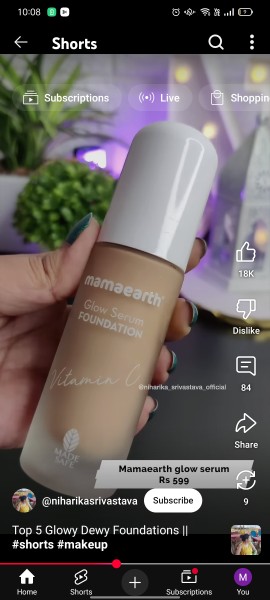 10:08
Shorts
Subscriptions
Live
Shopping
mamaearth
Glow Serum
FOUNDATION
Vitamin C
@niharika_srivastava_official
MADE
SAFE
18K
Dislike
84
Share
Mamaearth glow serum
Rs 599
9
@niharikasrivastava
Subscribe
Top 5 Glowy Dewy Foundations ||
#shorts #makeup
Home
Shorts
Subscriptions
M
You